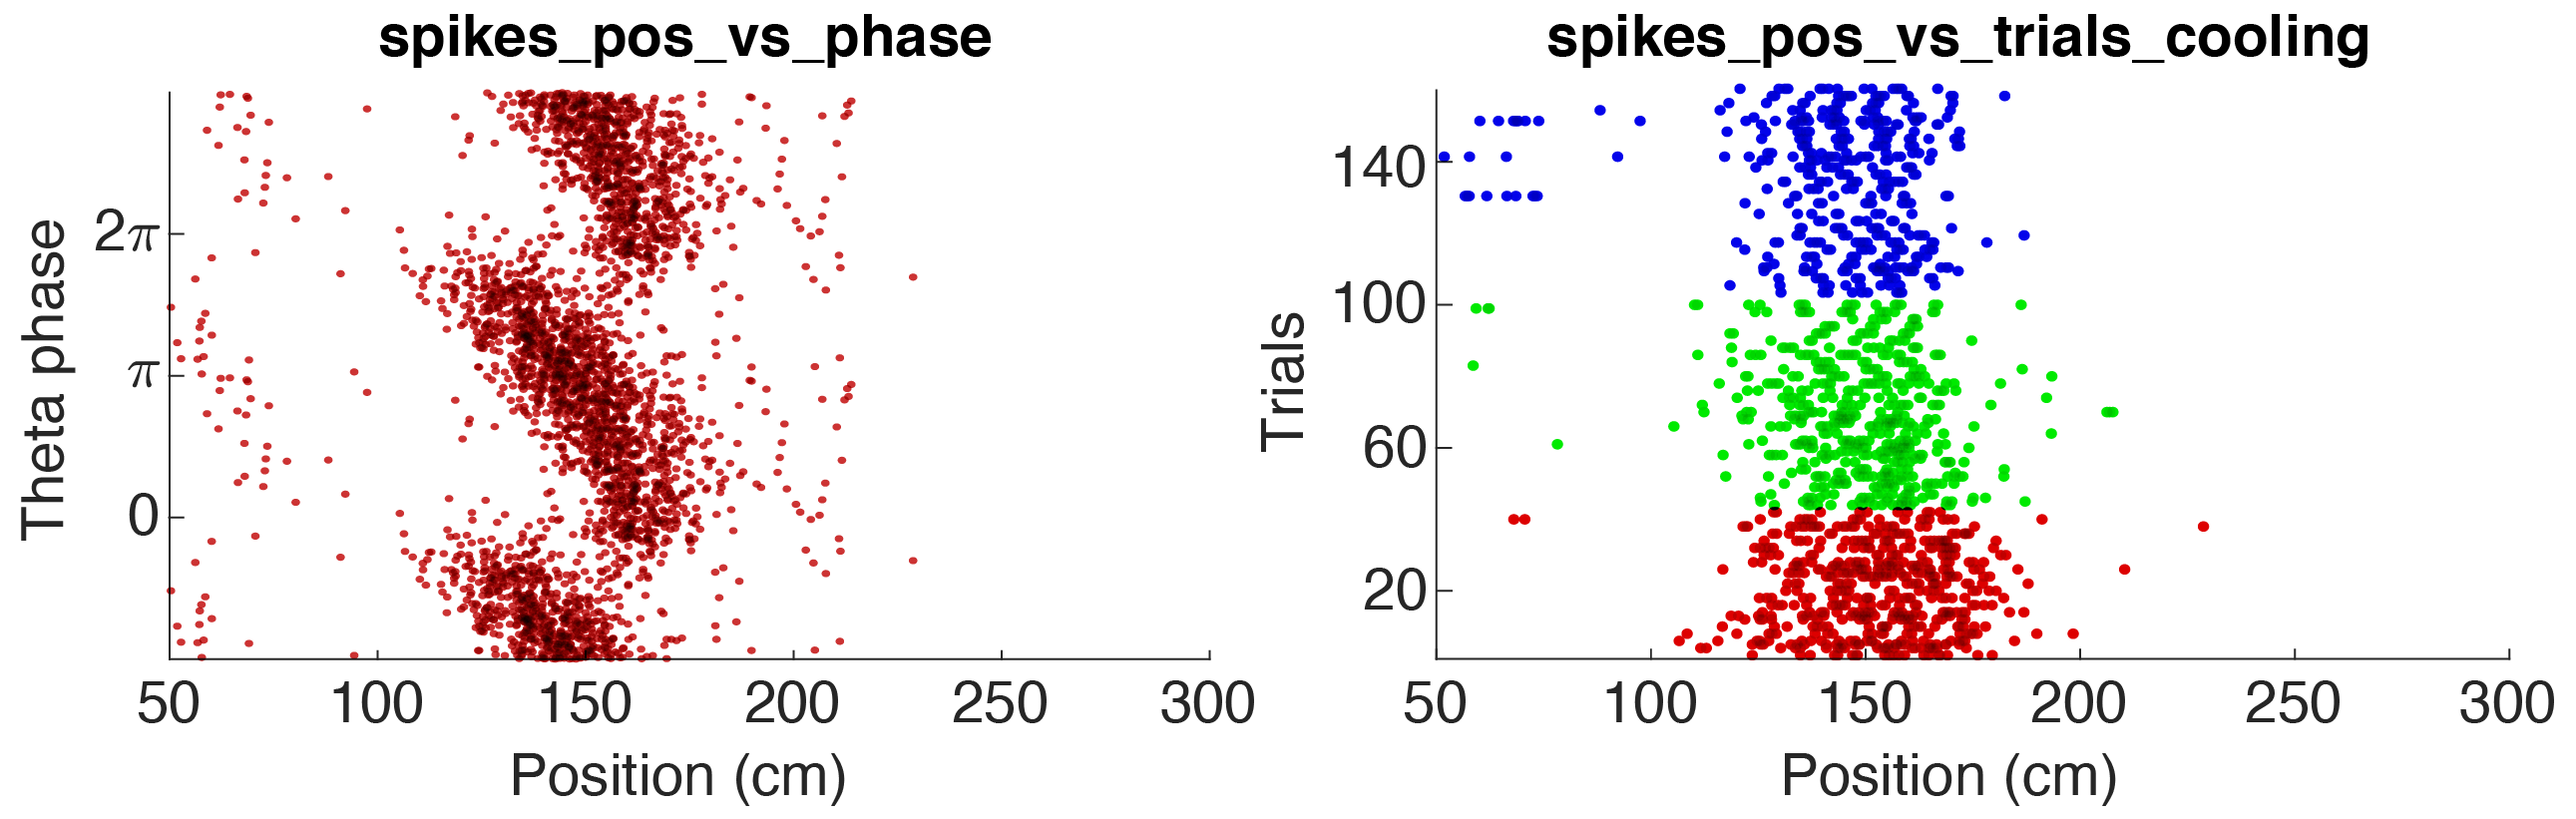 spikes_pos_vs_phase
Theta phase
2π
π
0
50 100 150 200 250 300
Position (cm)
spikes_pos_vs_trials_cooling
Trials
140
100
60
20
50 100 150 200 250 300
Position (cm)